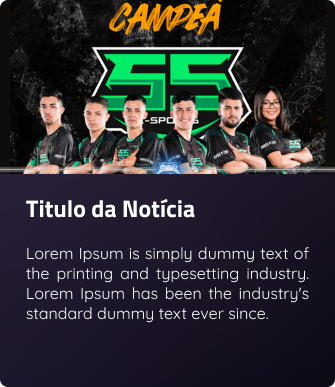 CAMPEÃ
SS
E-SPORTS
Titulo da Notícia
Lorem Ipsum is simply dummy text of
the printing and typesetting industry.
Lorem Ipsum has been the industry's
standard dummy text ever since.